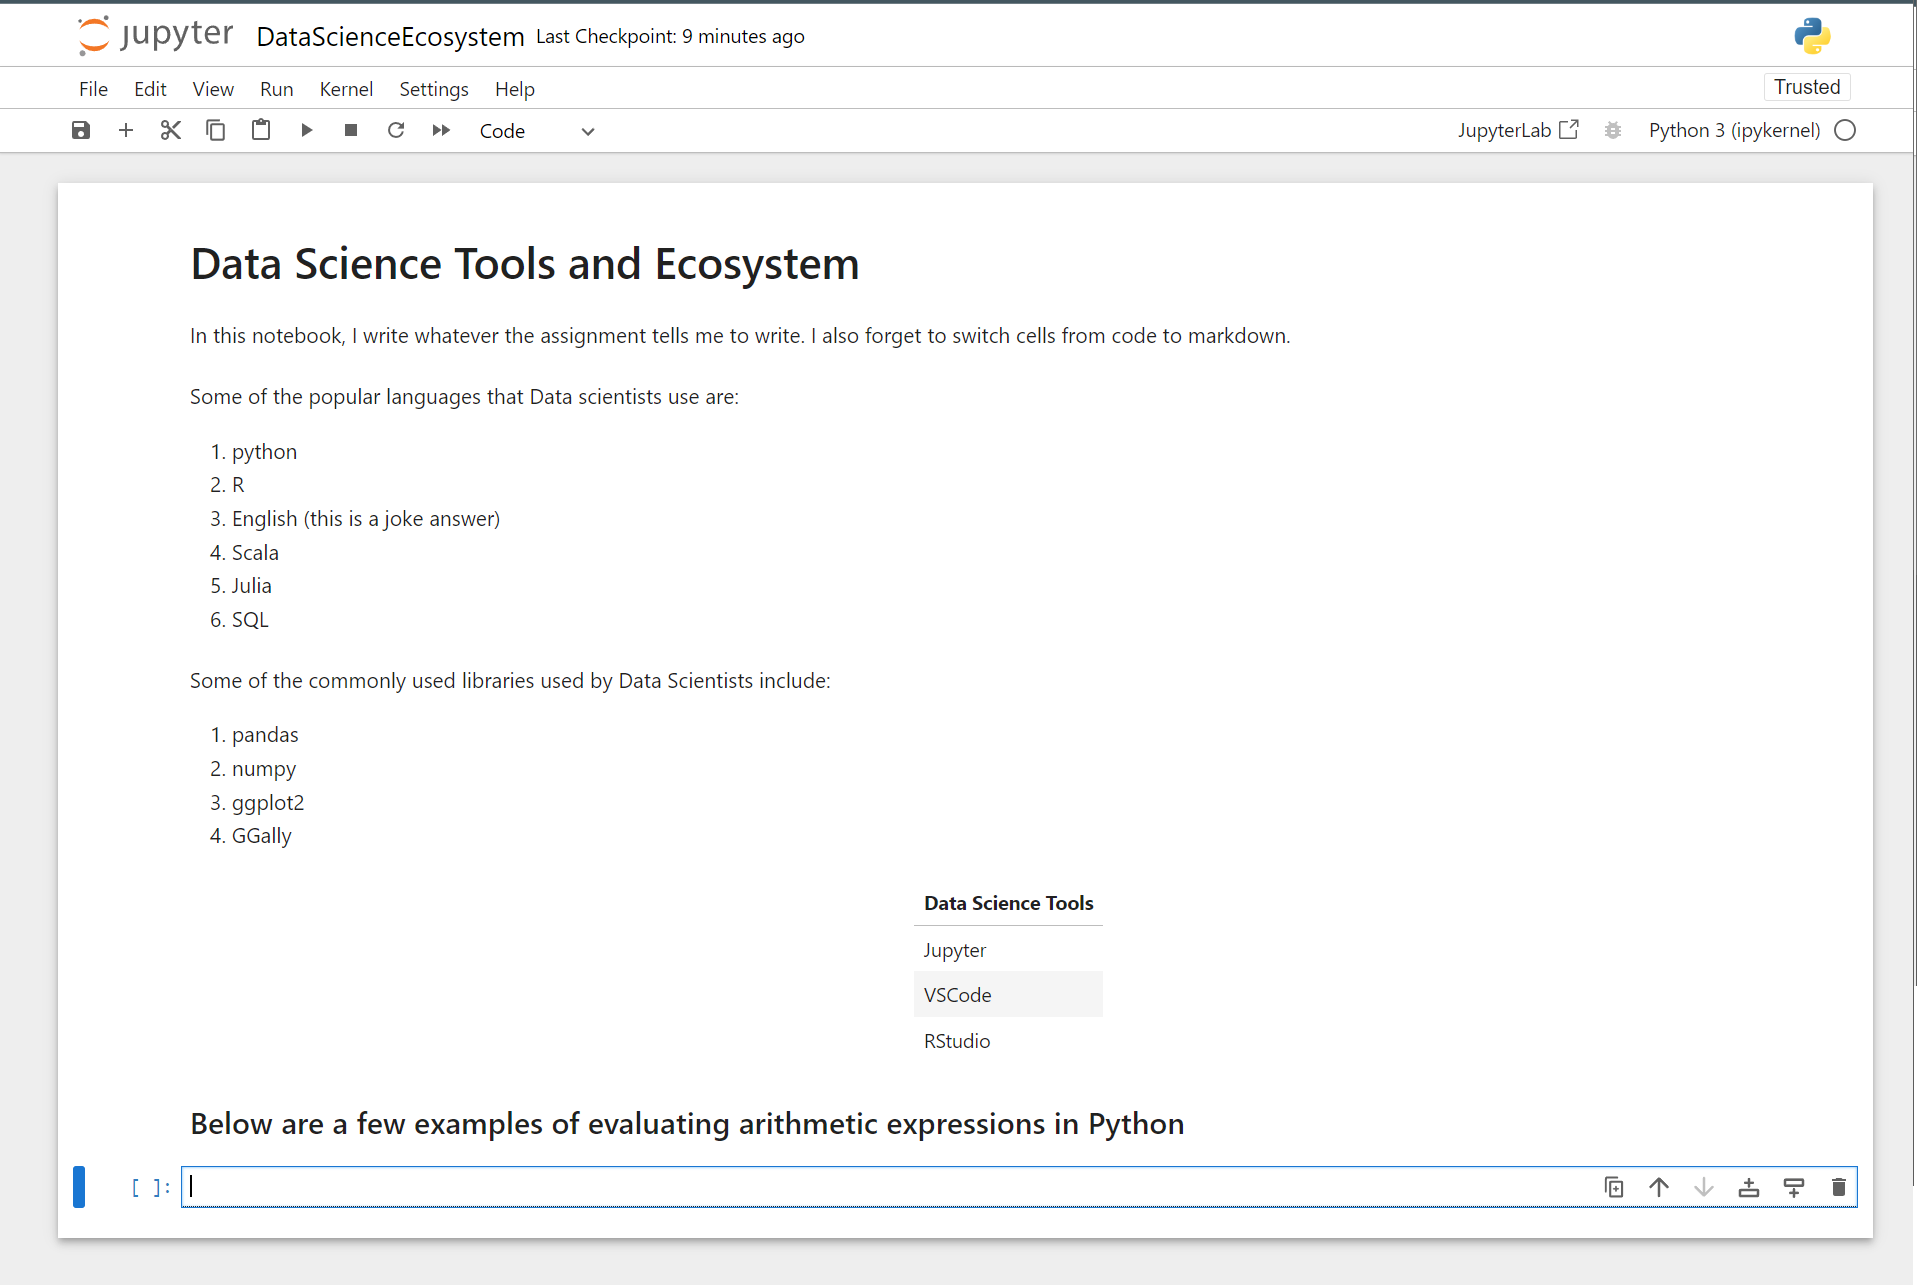 jupyter DataScienceEcosystem Last Checkpoint: 9 minutes ago
File Edit View Run Kernel Settings Help Trusted
Code JupyterLab Python 3 (ipykernel)
Data Science Tools and Ecosystem
In this notebook, I write whatever the assignment tells me to write. I also forget to switch cells from code to markdown.
Some of the popular languages that Data scientists use are:
1. python
2. R
3. English (this is a joke answer)
4. Scala
5. Julia
6. SQL
Some of the commonly used libraries used by Data Scientists include:
1. pandas
2. numpy
3. ggplot2
4. GGally
Data Science Tools
Jupyter
VSCode
RStudio
Below are a few examples of evaluating arithmetic expressions in Python
[ ]: